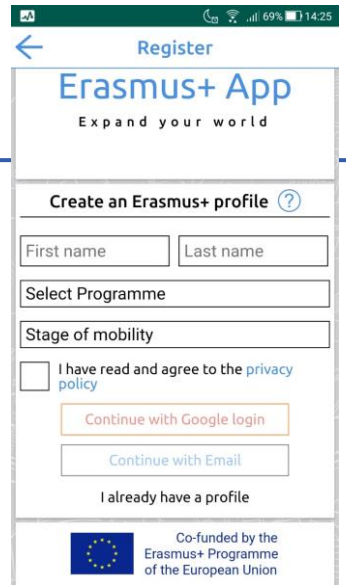 69% 14:25
Register
Erasmus+ App
Expand your world
Create an Erasmus+ profile ?
First name Last name
Select Programme
Stage of mobility
I have read and agree to the privacy
policy
Continue with Google login
Continue with Email
I already have a profile
Co-funded by the
Erasmus+ Programme
of the European Union